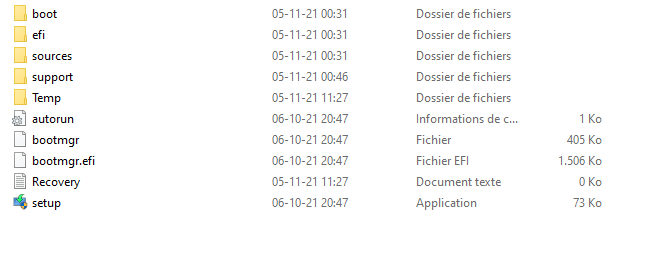 boot 05-11-21 00:31 Dossier de fichiers
efi 05-11-21 00:31 Dossier de fichiers
sources 05-11-21 00:31 Dossier de fichiers
support 05-11-21 00:46 Dossier de fichiers
Temp 05-11-21 11:27 Dossier de fichiers
autorun 06-10-21 20:47 Informations de c... 1 Ko
bootmgr 06-10-21 20:47 Fichier 405 Ko
bootmgr.efi 06-10-21 20:47 Fichier EFI 1.506 Ko
Recovery 05-11-21 11:27 Document texte 0 Ko
setup 06-10-21 20:47 Application 73 Ko